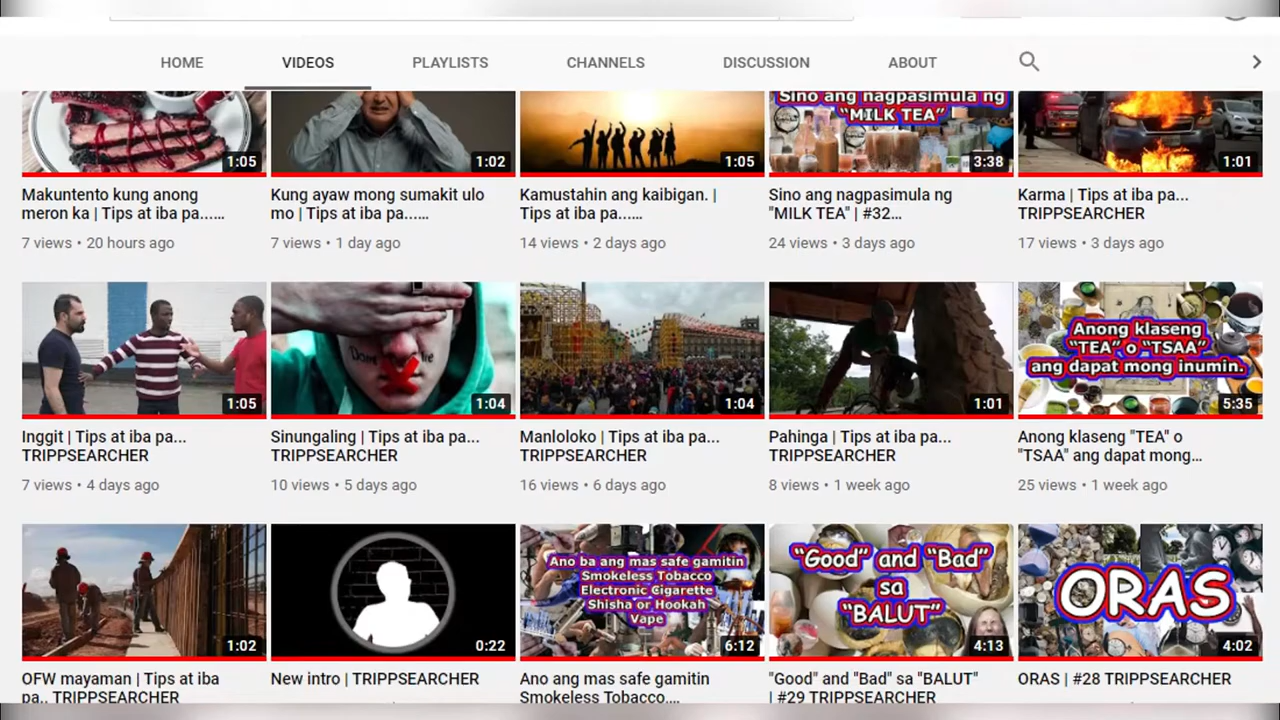 HOME VIDEOS PLAYLISTS CHANNELS DISCUSSION ABOUT
Sino ang nagpasimula ng
"MILK TEA"
1:05 1:02 1:05 3:38 1:01
Makuntento kung anong
meron ka | Tips at iba pa......
7 views • 20 hours ago
Kung ayaw mong sumakit ulo
mo | Tips at iba pa......
7 views • 1 day ago
Kamustahin ang kaibigan. |
Tips at iba pa......
14 views • 2 days ago
Sino ang nagpasimula ng
"MILK TEA" | #32...
24 views • 3 days ago
Karma | Tips at iba pa...
TRIPPSEARCHER
17 views • 3 days ago
Anong klaseng
"TEA" o "TSAA"
ang dapat mong inumin.
1:05 1:04 1:04 1:01 5:35
Inggit | Tips at iba pa...
TRIPPSEARCHER
7 views • 4 days ago
Sinungaling | Tips at iba pa...
TRIPPSEARCHER
10 views • 5 days ago
Manloloko | Tips at iba pa...
TRIPPSEARCHER
16 views • 6 days ago
Pahinga | Tips at iba pa...
TRIPPSEARCHER
8 views • 1 week ago
Anong klaseng "TEA" o
"TSAA" ang dapat mong...
25 views • 1 week ago
Ano ba ang mas safe gamitin
Smokeless Tobacco
Electronic Cigarette
Shisha or Hookah
Vape
"Good" and "Bad"
sa
"BALUT"
ORAS
1:02 0:22 6:12 4:13 4:02
OFW mayaman | Tips at iba
pa.. TRIPPSEARCHER
New intro | TRIPPSEARCHER
Ano ang mas safe gamitin
Smokeless Tobacco....
"Good" and "Bad" sa "BALUT"
| #29 TRIPPSEARCHER
ORAS | #28 TRIPPSEARCHER